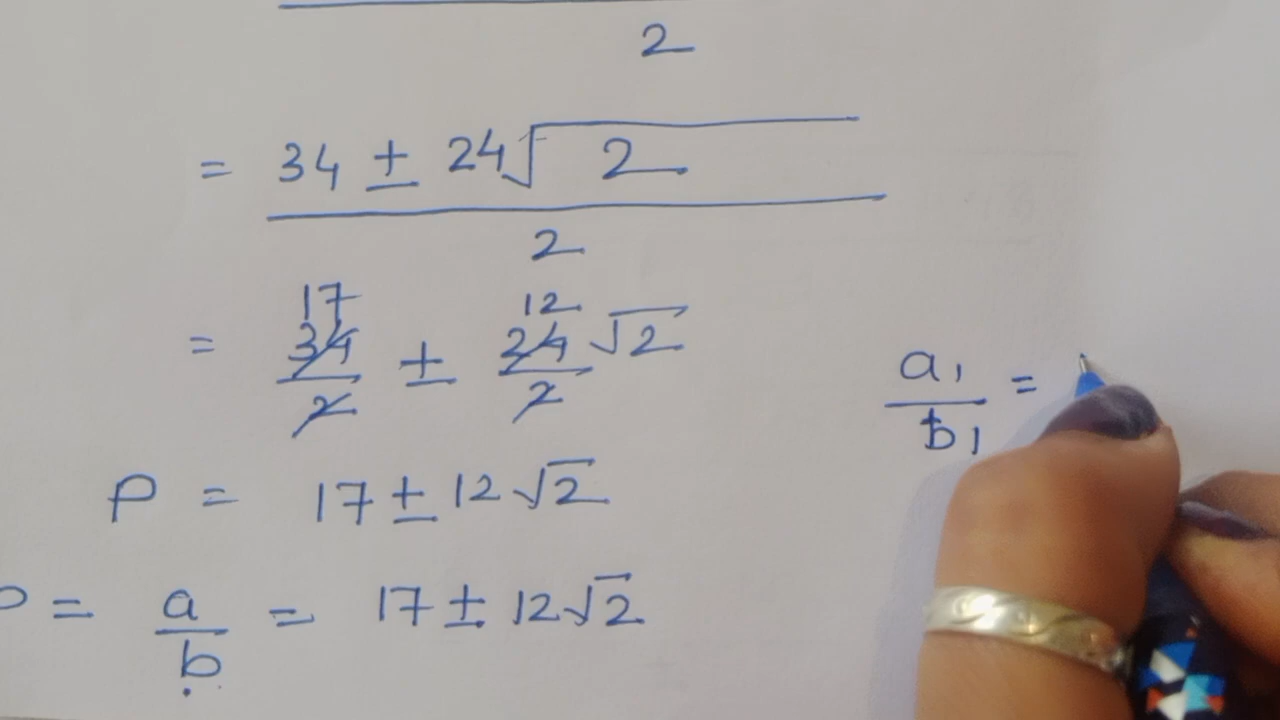 2
= 34 ± 24√2
2
17 12
= 34/2 ± 24/2 √2
a₁/b₁ =
P = 17 ± 12√2
P = a/b = 17 ± 12√2